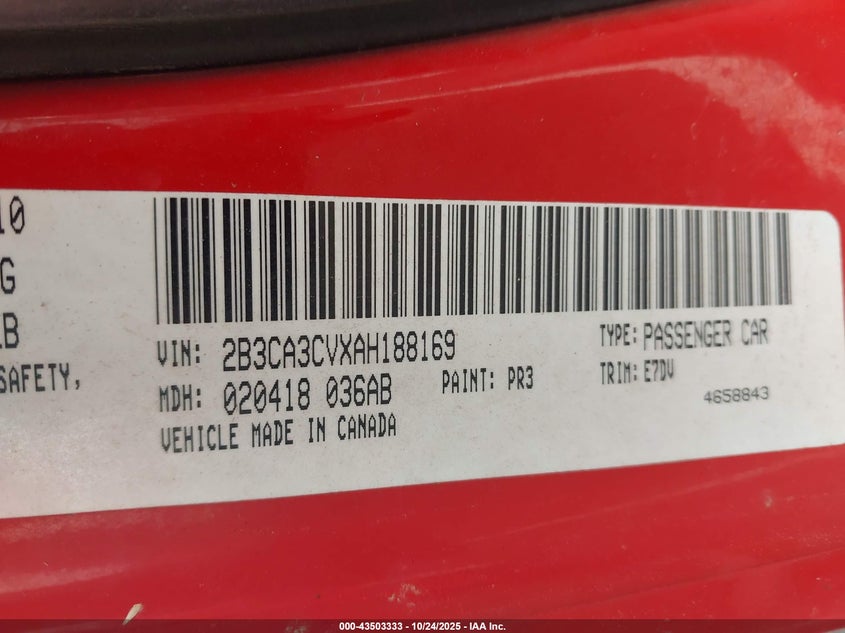 10
G
LB
SAFETY,
VIN: 2B3CA3CVXAH188169
TYPE: PASSENGER CAR
MDH: 020418 036AB
PAINT: PR3
TRIM: E7DV
4658843
VEHICLE MADE IN CANADA
000-43503333 - 10/24/2025 - IAA Inc.